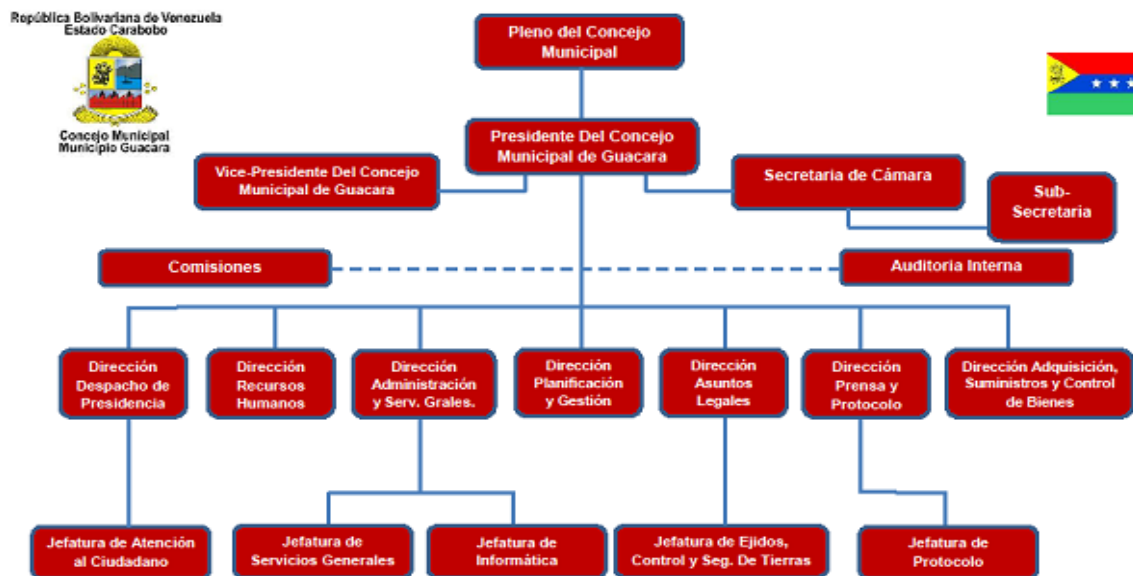 República Bolivariana de Venezuela
Estado Carabobo
Concejo Municipal
Municipio Guacara
Pleno del Concejo
Municipal
Presidente Del Concejo
Municipal de Guacara
Vice-Presidente Del Concejo
Municipal de Guacara
Secretaria de Cámara
Sub-
Secretaria
Comisiones
Auditoria Interna
Dirección
Despacho de
Presidencia
Dirección
Recursos
Humanos
Dirección
Administración
y Serv. Grales.
Dirección
Planificación
y Gestión
Dirección
Asuntos
Legales
Dirección
Prensa y
Protocolo
Dirección Adquisición,
Suministros y Control
de Bienes
Jefatura de Atención
al Ciudadano
Jefatura de
Servicios Generales
Jefatura de
Informática
Jefatura de Ejidos,
Control y Seg. De Tierras
Jefatura de
Protocolo